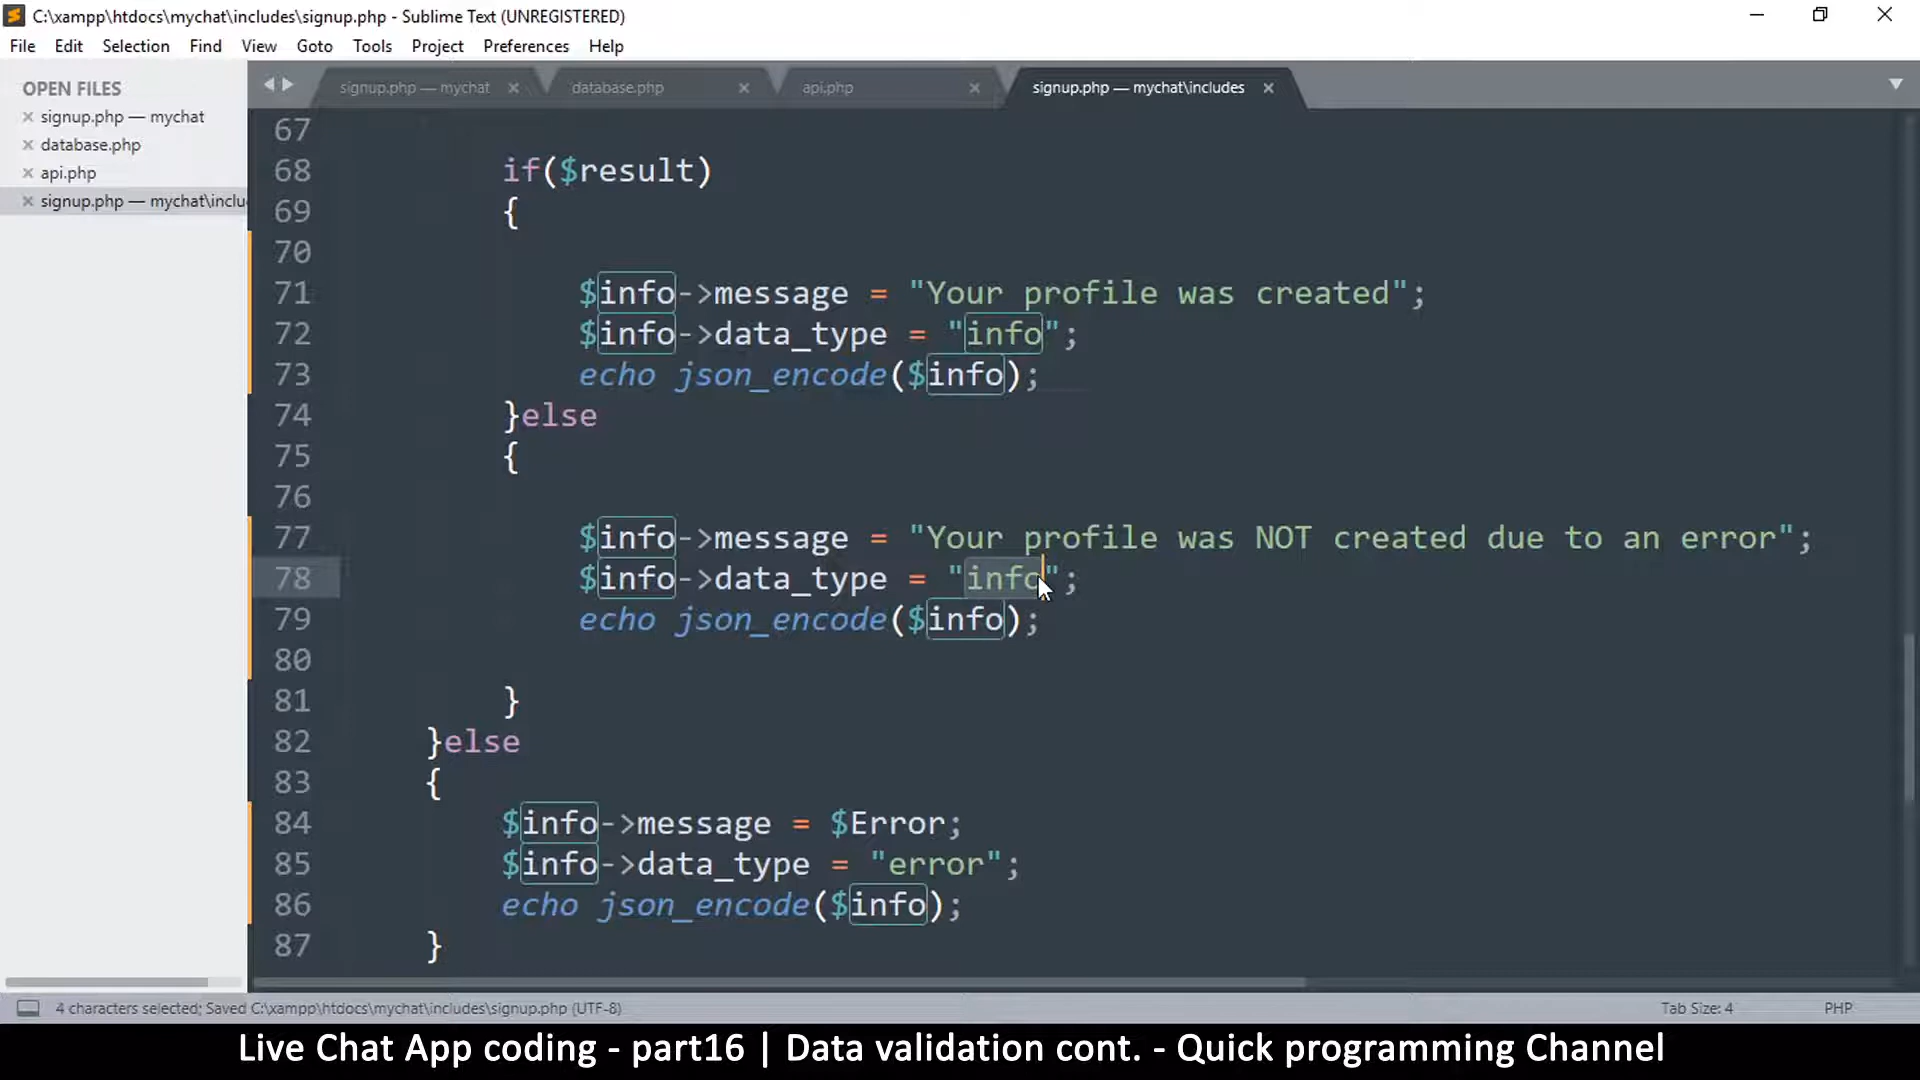 C:\xampp\htdocs\mychat\includes\signup.php - Sublime Text (UNREGISTERED)
File Edit Selection Find View Goto Tools Project Preferences Help
OPEN FILES
signup.php — mychat
database.php
api.php
signup.php — mychat\inclu
signup.php — mychat
database.php
api.php
signup.php — mychat\includes
67
68 if($result)
69 {
70
71 $info->message = "Your profile was created";
72 $info->data_type = "info";
73 echo json_encode($info);
74 }else
75 {
76
77 $info->message = "Your profile was NOT created due to an error";
78 $info->data_type = "info";
79 echo json_encode($info);
80
81 }
82 }else
83 {
84 $info->message = $Error;
85 $info->data_type = "error";
86 echo json_encode($info);
87 }
4 characters selected; Saved C:\xampp\htdocs\mychat\includes\signup.php (UTF-8)
Tab Size: 4
PHP
Live Chat App coding - part16 | Data validation cont. - Quick programming Channel